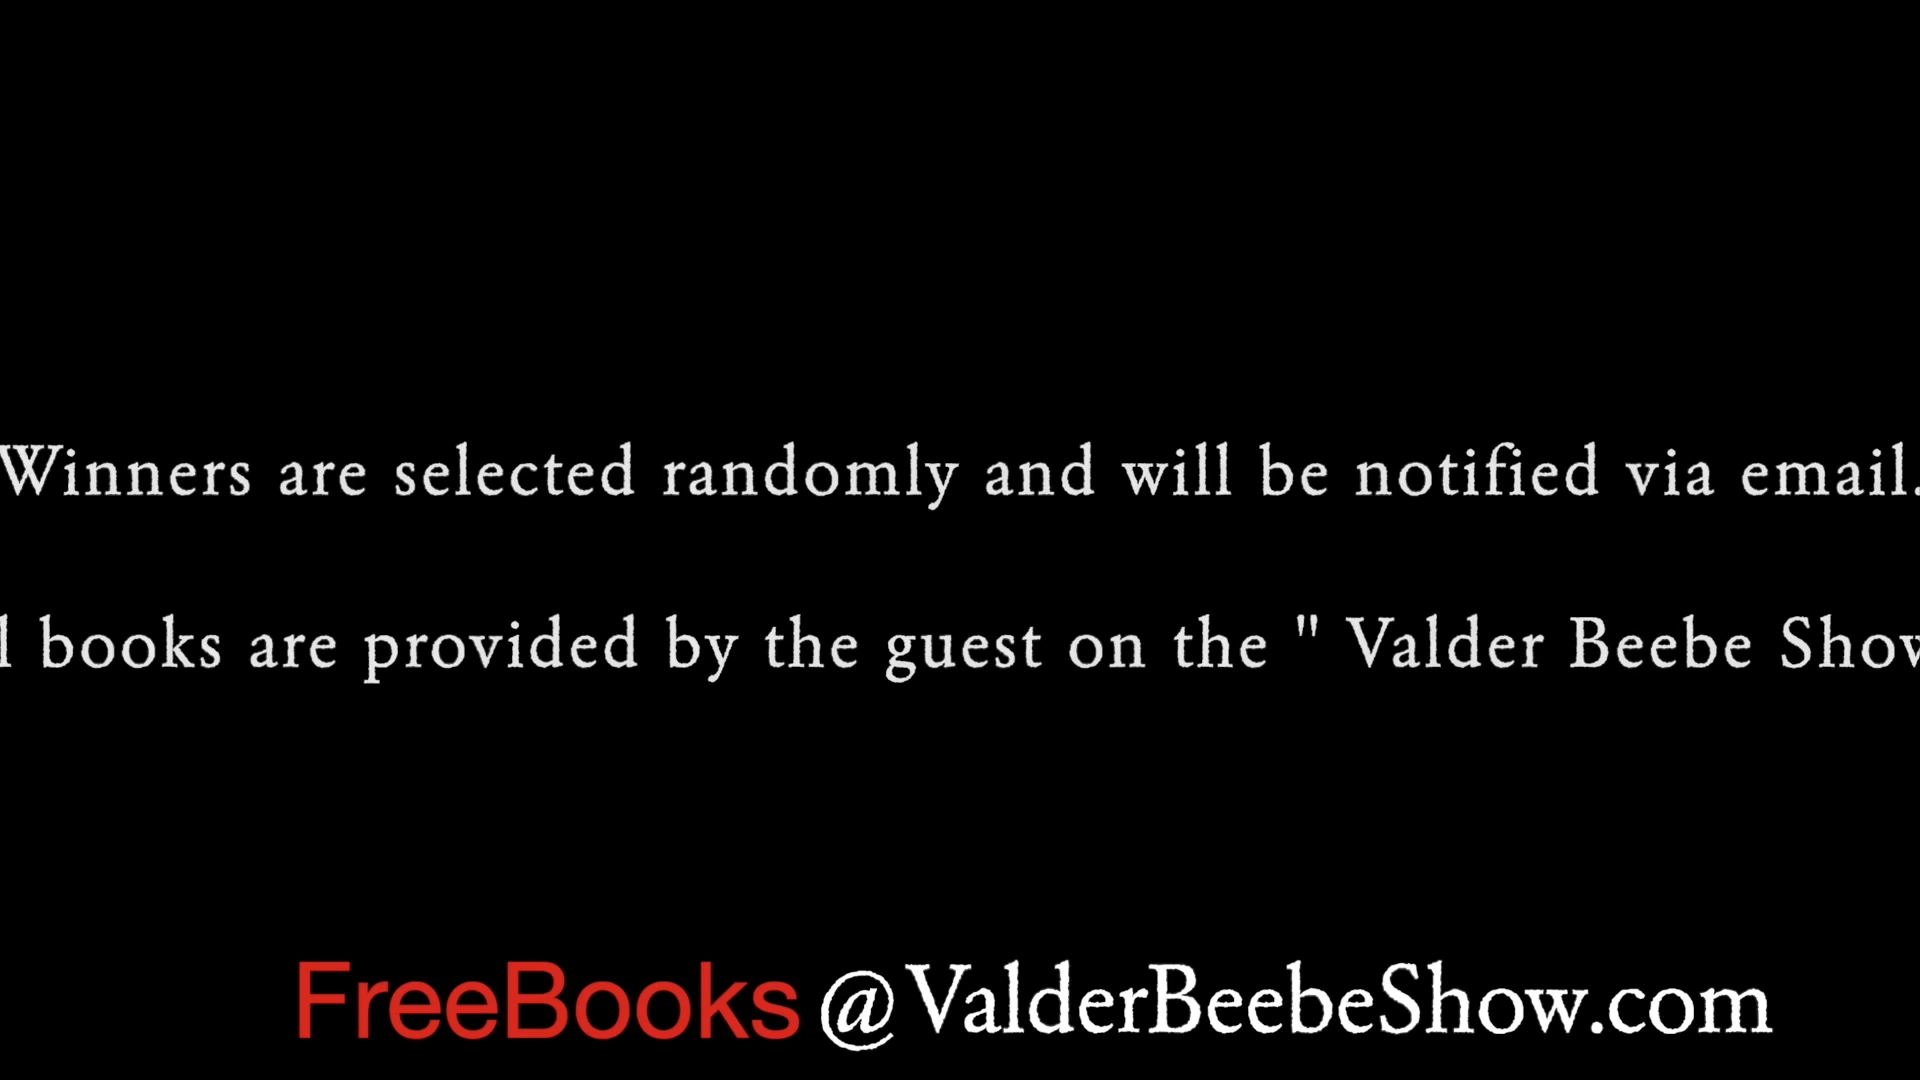 Winners are selected randomly and will be notified via email.
l books are provided by the guest on the " Valder Beebe Show
FreeBooks @ValderBeebeShow.com